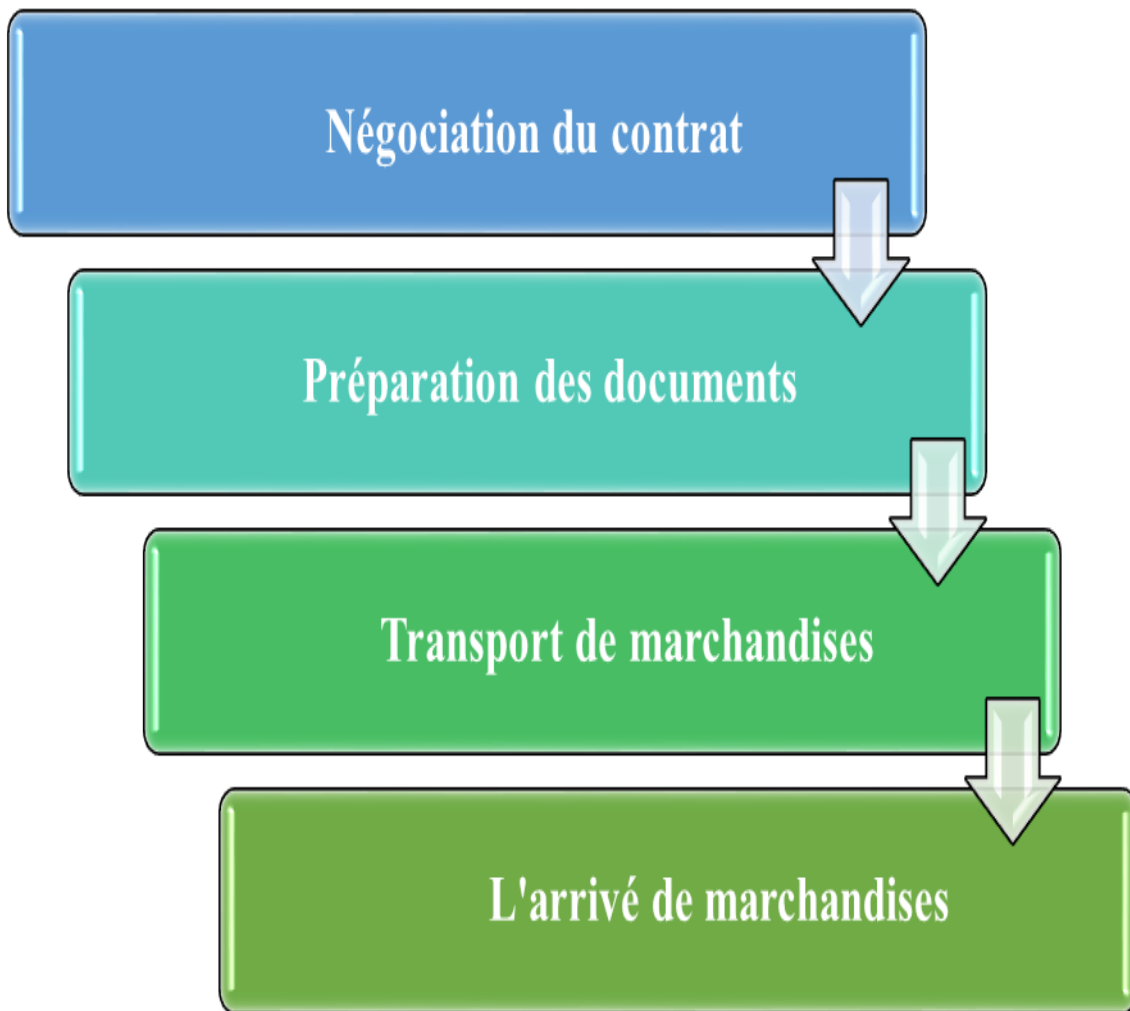 Négociation du contrat
Préparation des documents
Transport de marchandises
L'arrivé de marchandises